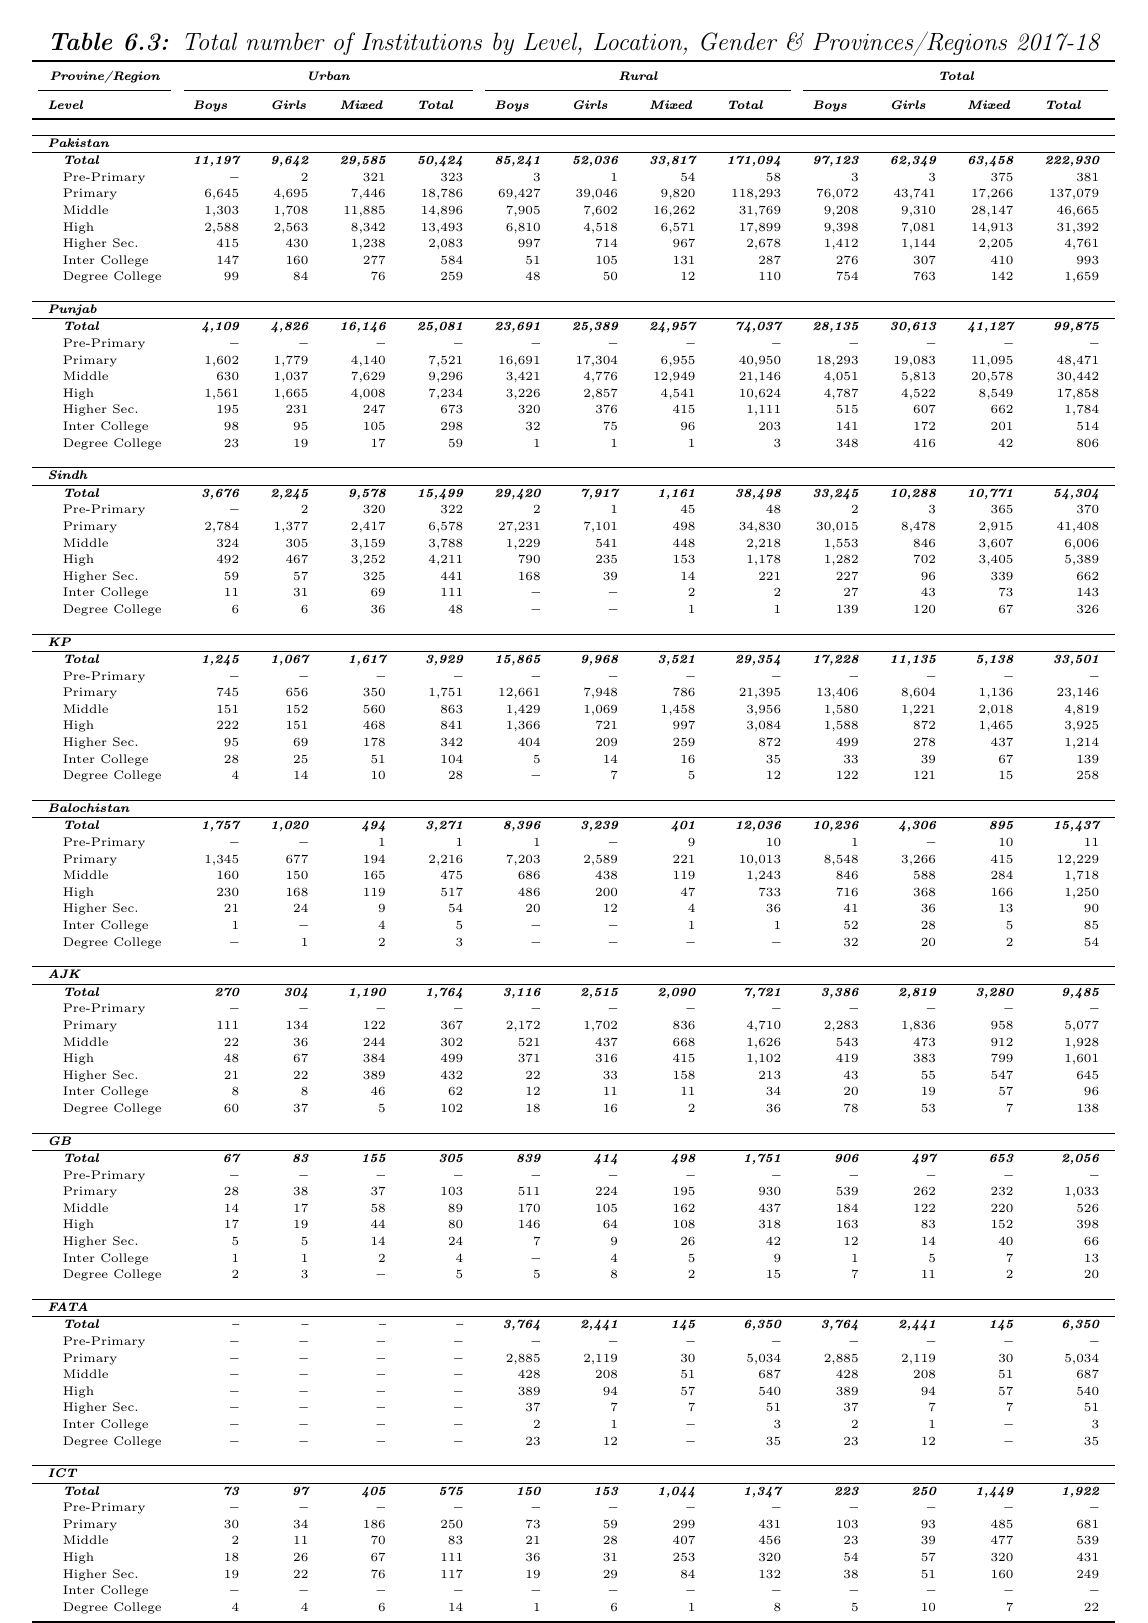 Table 6.3: Total number of Institutions by Level, Location, Gender & Provinces/Regions 2017-18
Provine/Region Urban Rural Total
Level Boys Girls Mixed Total Boys Girls Mixed Total Boys Girls Mixed Total
Pakistan
Total 11,197 9,642 29,585 50,424 85,241 52,036 33,817 171,094 97,123 62,349 63,458 222,930
Pre-Primary – 2 321 323 3 1 54 58 3 3 375 381
Primary 6,645 4,695 7,446 18,786 69,427 39,046 9,820 118,293 76,072 43,741 17,266 137,079
Middle 1,303 1,708 11,885 14,896 7,905 7,602 16,262 31,769 9,208 9,310 28,147 46,665
High 2,588 2,563 8,342 13,493 6,810 4,518 6,571 17,899 9,398 7,081 14,913 31,392
Higher Sec. 415 430 1,238 2,083 997 714 967 2,678 1,412 1,144 2,205 4,761
Inter College 147 160 277 584 51 105 131 287 276 307 410 993
Degree College 99 84 76 259 48 50 12 110 754 763 142 1,659
Punjab
Total 4,109 4,826 16,146 25,081 23,691 25,389 24,957 74,037 28,135 30,613 41,127 99,875
Pre-Primary – – – – – – – – – – – –
Primary 1,602 1,779 4,140 7,521 16,691 17,304 6,955 40,950 18,293 19,083 11,095 48,471
Middle 630 1,037 7,629 9,296 3,421 4,776 12,949 21,146 4,051 5,813 20,578 30,442
High 1,561 1,665 4,008 7,234 3,226 2,857 4,541 10,624 4,787 4,522 8,549 17,858
Higher Sec. 195 231 247 673 320 376 415 1,111 515 607 662 1,784
Inter College 98 95 105 298 32 75 96 203 141 172 201 514
Degree College 23 19 17 59 1 1 1 3 348 416 42 806
Sindh
Total 3,676 2,245 9,578 15,499 29,420 7,917 1,161 38,498 33,245 10,288 10,771 54,304
Pre-Primary – 2 320 322 2 1 45 48 2 3 365 370
Primary 2,784 1,377 2,417 6,578 27,231 7,101 498 34,830 30,015 8,478 2,915 41,408
Middle 324 305 3,159 3,788 1,229 541 448 2,218 1,553 846 3,607 6,006
High 492 467 3,252 4,211 790 235 153 1,178 1,282 702 3,405 5,389
Higher Sec. 59 57 325 441 168 39 14 221 227 96 339 662
Inter College 11 31 69 111 – – 2 2 27 43 73 143
Degree College 6 6 36 48 – – 1 1 139 120 67 326
KP
Total 1,245 1,067 1,617 3,929 15,865 9,968 3,521 29,354 17,228 11,135 5,138 33,501
Pre-Primary – – – – – – – – – – – –
Primary 745 656 350 1,751 12,661 7,948 786 21,395 13,406 8,604 1,136 23,146
Middle 151 152 560 863 1,429 1,069 1,458 3,956 1,580 1,221 2,018 4,819
High 222 151 468 841 1,366 721 997 3,084 1,588 872 1,465 3,925
Higher Sec. 95 69 178 342 404 209 259 872 499 278 437 1,214
Inter College 28 25 51 104 5 14 16 35 33 39 67 139
Degree College 4 14 10 28 – 7 5 12 122 121 15 258
Balochistan
Total 1,757 1,020 494 3,271 8,396 3,239 401 12,036 10,236 4,306 895 15,437
Pre-Primary – – 1 1 1 – 9 10 1 – 10 11
Primary 1,345 677 194 2,216 7,203 2,589 221 10,013 8,548 3,266 415 12,229
Middle 160 150 165 475 686 438 119 1,243 846 588 284 1,718
High 230 168 119 517 486 200 47 733 716 368 166 1,250
Higher Sec. 21 24 9 54 20 12 4 36 41 36 13 90
Inter College 1 – 4 5 – – 1 1 52 28 5 85
Degree College – 1 2 3 – – – – 32 20 2 54
AJK
Total 270 304 1,190 1,764 3,116 2,515 2,090 7,721 3,386 2,819 3,280 9,485
Pre-Primary – – – – – – – – – – – –
Primary 111 134 122 367 2,172 1,702 836 4,710 2,283 1,836 958 5,077
Middle 22 36 244 302 521 437 668 1,626 543 473 912 1,928
High 48 67 384 499 371 316 415 1,102 419 383 799 1,601
Higher Sec. 21 22 389 432 22 33 158 213 43 55 547 645
Inter College 8 8 46 62 12 11 11 34 20 19 57 96
Degree College 60 37 5 102 18 16 2 36 78 53 7 138
GB
Total 67 83 155 305 839 414 498 1,751 906 497 653 2,056
Pre-Primary – – – – – – – – – – – –
Primary 28 38 37 103 511 224 195 930 539 262 232 1,033
Middle 14 17 58 89 170 105 162 437 184 122 220 526
High 17 19 44 80 146 64 108 318 163 83 152 398
Higher Sec. 5 5 14 24 7 9 26 42 12 14 40 66
Inter College 1 1 2 4 – 4 5 9 1 5 7 13
Degree College 2 3 – 5 5 8 2 15 7 11 2 20
FATA
Total – – – – 3,764 2,441 145 6,350 3,764 2,441 145 6,350
Pre-Primary – – – – – – – – – – – –
Primary – – – – 2,885 2,119 30 5,034 2,885 2,119 30 5,034
Middle – – – – 428 208 51 687 428 208 51 687
High – – – – 389 94 57 540 389 94 57 540
Higher Sec. – – – – 37 7 7 51 37 7 7 51
Inter College – – – – 2 1 – 3 2 1 – 3
Degree College – – – – 23 12 – 35 23 12 – 35
ICT
Total 73 97 405 575 150 153 1,044 1,347 223 250 1,449 1,922
Pre-Primary – – – – – – – – – – – –
Primary 30 34 186 250 73 59 299 431 103 93 485 681
Middle 2 11 70 83 21 28 407 456 23 39 477 539
High 18 26 67 111 36 31 253 320 54 57 320 431
Higher Sec. 19 22 76 117 19 29 84 132 38 51 160 249
Inter College – – – – – – – – – – – –
Degree College 4 4 6 14 1 6 1 8 5 10 7 22